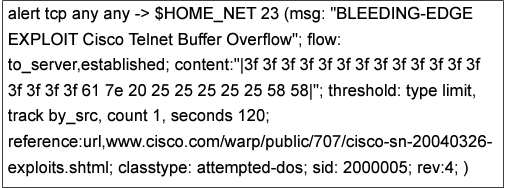 alert tcp any any -> $HOME_NET 23 (msg: "BLEEDING-EDGE
EXPLOIT Cisco Telnet Buffer Overflow"; flow:
to_server,established; content:"|3f 3f 3f 3f 3f 3f 3f 3f 3f 3f 3f 3f 3f 3f
3f 3f 3f 3f 61 7e 20 25 25 25 25 25 58 58|"; threshold: type limit,
track by_src, count 1, seconds 120;
reference:url,www.cisco.com/warp/public/707/cisco-sn-20040326-
exploits.shtml; classtype: attempted-dos; sid: 2000005; rev:4; )